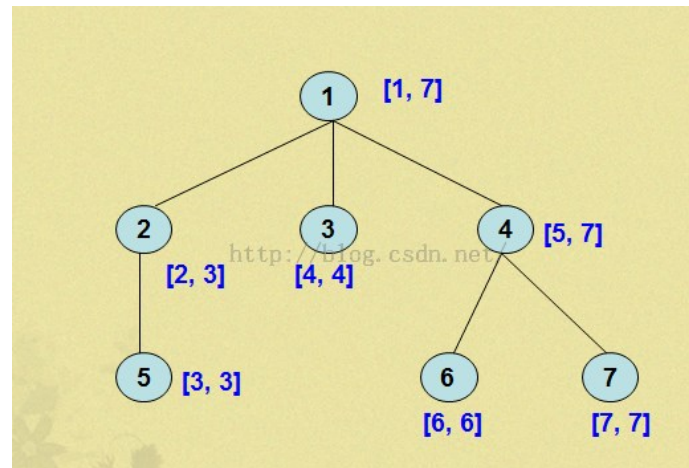 1 [1, 7]
2 3 4 [5, 7]
http://blog.csdn.net/
[2, 3] [4, 4]
5 [3, 3] 6 7
[6, 6] [7, 7]